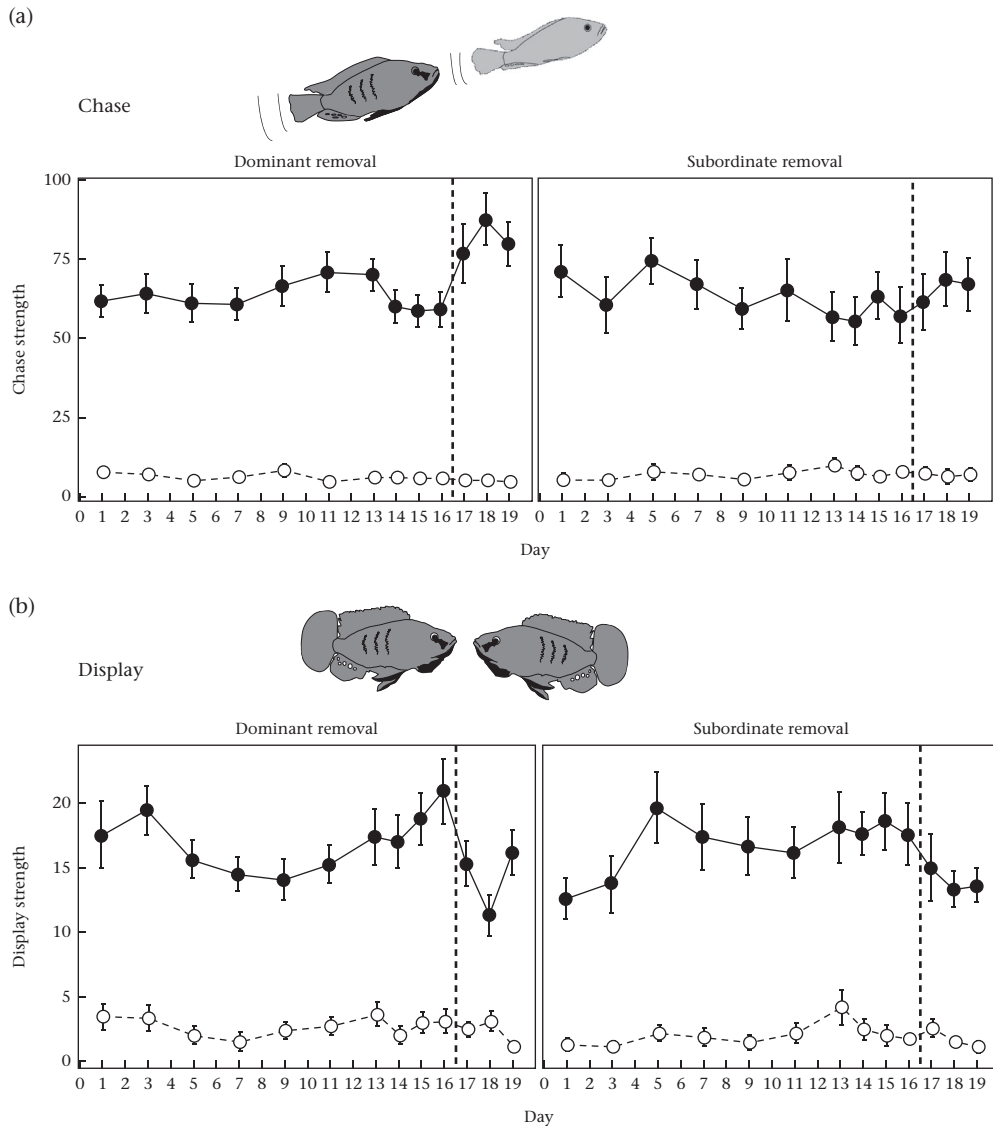 (a)
Chase
Dominant removal
Subordinate removal
100
75
50
25
0
Chase strength
0 1 2 3 4 5 6 7 8 9 10 11 12 13 14 15 16 17 18 19
0 1 2 3 4 5 6 7 8 9 10 11 12 13 14 15 16 17 18 19
Day
(b)
Display
Dominant removal
Subordinate removal
20
15
10
5
0
Display strength
0 1 2 3 4 5 6 7 8 9 10 11 12 13 14 15 16 17 18 19
0 1 2 3 4 5 6 7 8 9 10 11 12 13 14 15 16 17 18 19
Day